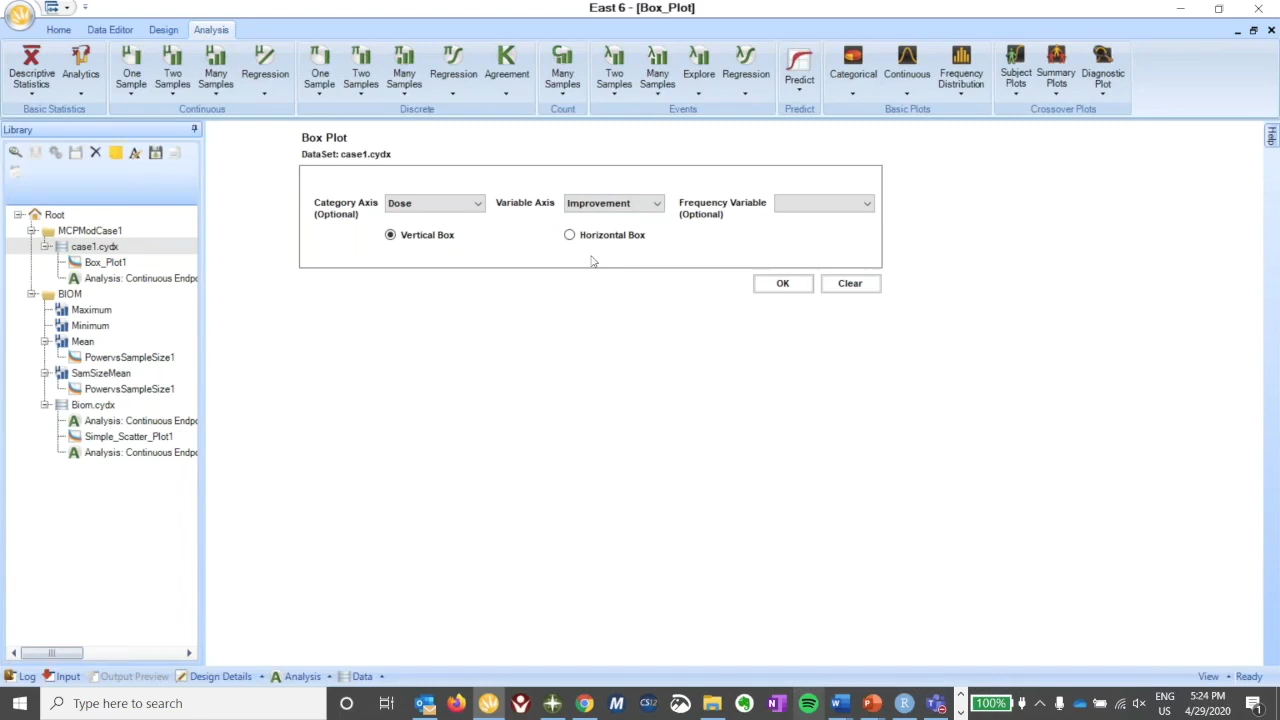 East 6 - [Box_Plot]
Home Data Editor Design Analysis
Descriptive Statistics Analytics One Sample Two Samples Many Samples Regression One Sample Two Samples Many Samples Regression Agreement Many Samples Two Samples Many Samples Explore Regression Predict Categorical Continuous Frequency Distribution Subject Plots Summary Plots Diagnostic Plot
Basic Statistics Continuous Discrete Count Events Predict Basic Plots Crossover Plots
Library
Help
Box Plot
DataSet: case1.cydx
Category Axis (Optional) Dose Variable Axis Improvement Frequency Variable (Optional)
Vertical Box Horizontal Box
OK Clear
Root
MCPModCase1
case1.cydx
Box_Plot1
Analysis: Continuous Endpo
BIOM
Maximum
Minimum
Mean
PowervsSampleSize1
SamSizeMean
PowervsSampleSize1
Biom.cydx
Analysis: Continuous Endpo
Simple_Scatter_Plot1
Analysis: Continuous Endpo
Log Input Output Preview Design Details Analysis Data View Ready
Type here to search
CS12
100%
ENG
US
5:24 PM
4/29/2020